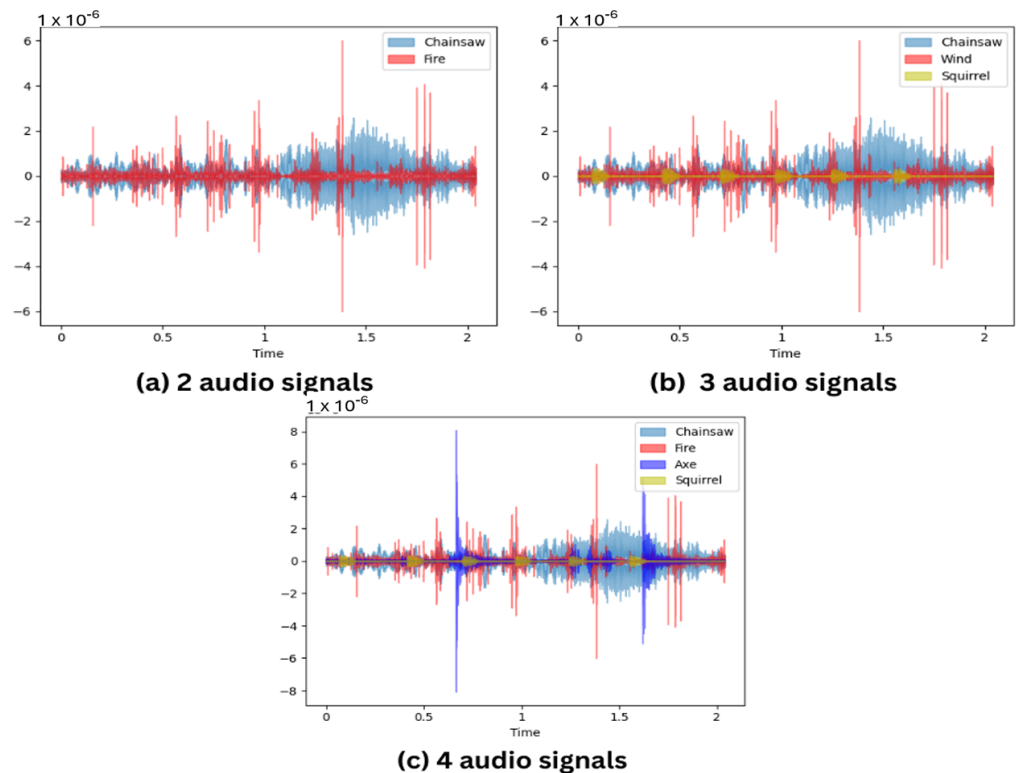 1 x 10⁻⁶
6
4
2
0
−2
−4
−6
0 0.5 1 1.5 2
Time
Chainsaw
Fire
(a) 2 audio signals
1 x 10⁻⁶
6
4
2
0
−2
−4
−6
0 0.5 1 1.5 2
Time
Chainsaw
Wind
Squirrel
(b) 3 audio signals
1 x 10⁻⁶
8
6
4
2
0
−2
−4
−6
−8
0 0.5 1 1.5 2
Time
Chainsaw
Fire
Axe
Squirrel
(c) 4 audio signals